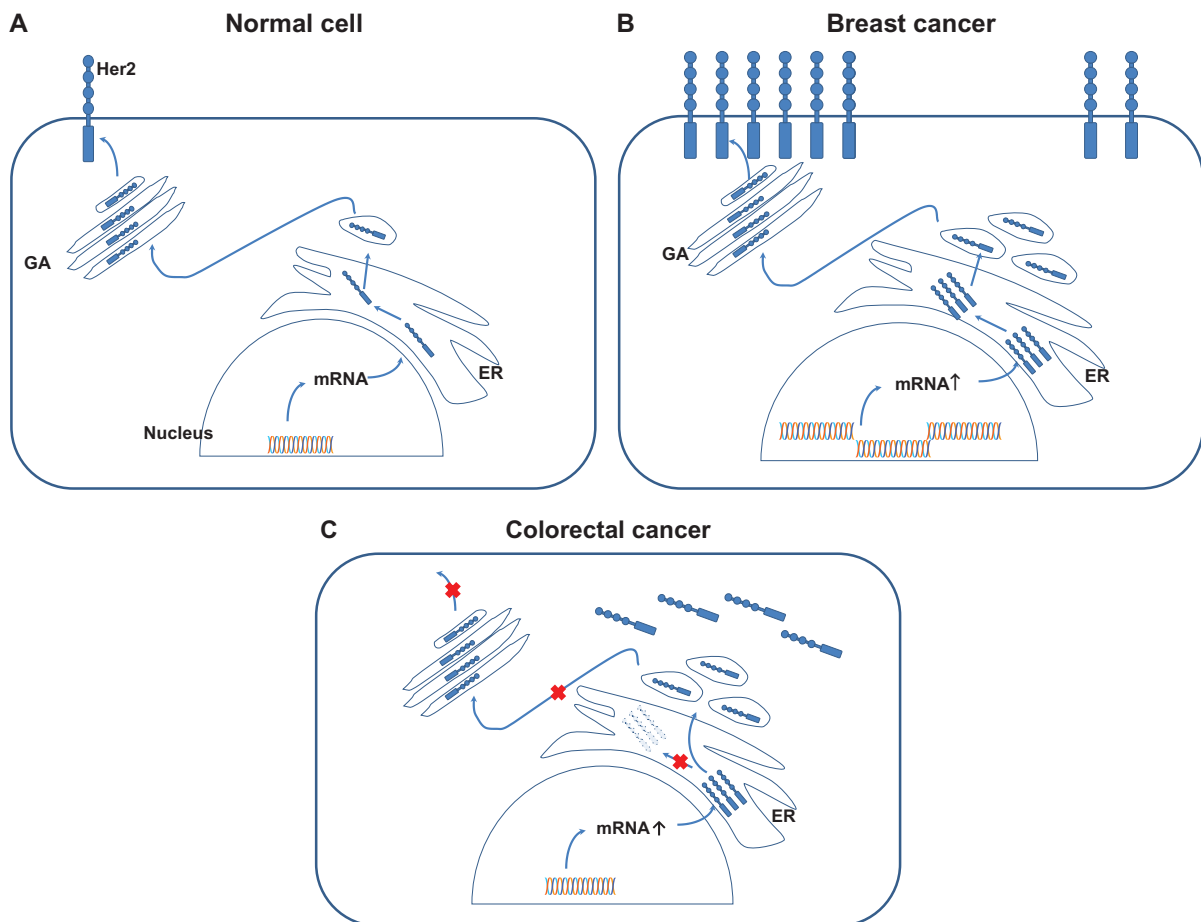 A
Normal cell
Her2
GA
mRNA
ER
Nucleus
B
Breast cancer
GA
mRNA↑
ER
C
Colorectal cancer
mRNA↑
ER